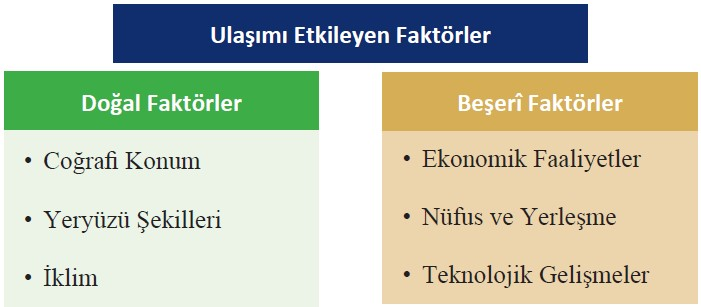 Ulaşımı Etkileyen Faktörler
Doğal Faktörler
• Coğrafi Konum
• Yeryüzü Şekilleri
• İklim
Beşerî Faktörler
• Ekonomik Faaliyetler
• Nüfus ve Yerleşme
• Teknolojik Gelişmeler